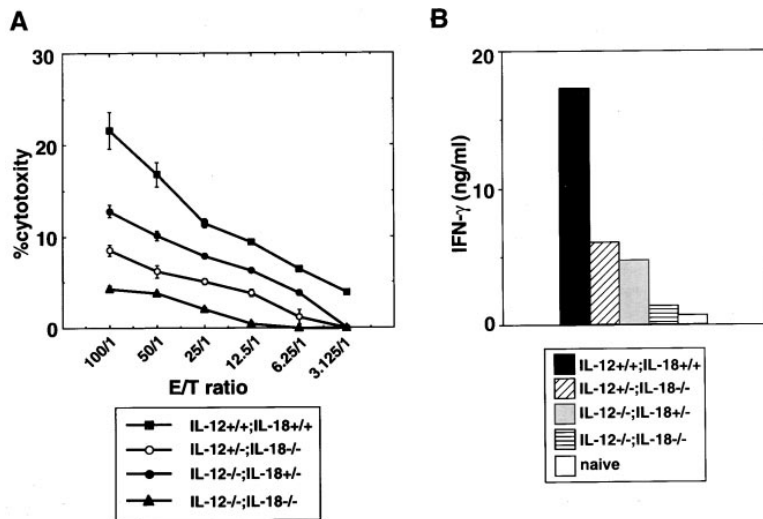 A
30
20
10
0
%cytotoxity
100/1
50/1
25/1
12.5/1
6.25/1
3.125/1
E/T ratio
IL-12+/+;IL-18+/+
IL-12+/-;IL-18-/-
IL-12-/-;IL-18+/-
IL-12-/-;IL-18-/-
B
20
10
0
IFN-γ (ng/ml)
IL-12+/+;IL-18+/+
IL-12+/-;IL-18-/-
IL-12-/-;IL-18+/-
IL-12-/-;IL-18-/-
naive